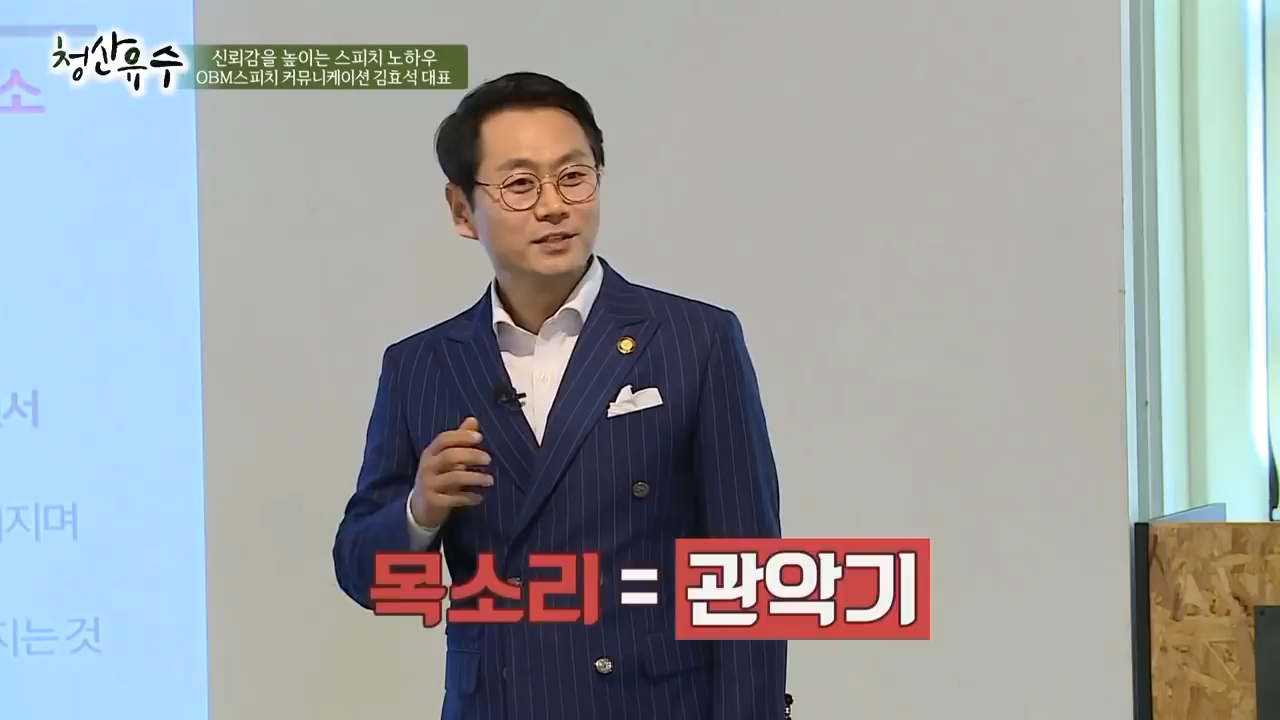 청산유수
신뢰감을 높이는 스피치 노하우
OBM스피치 커뮤니케이션 김효석 대표
소
서
지며
지는 것
목소리 = 관악기